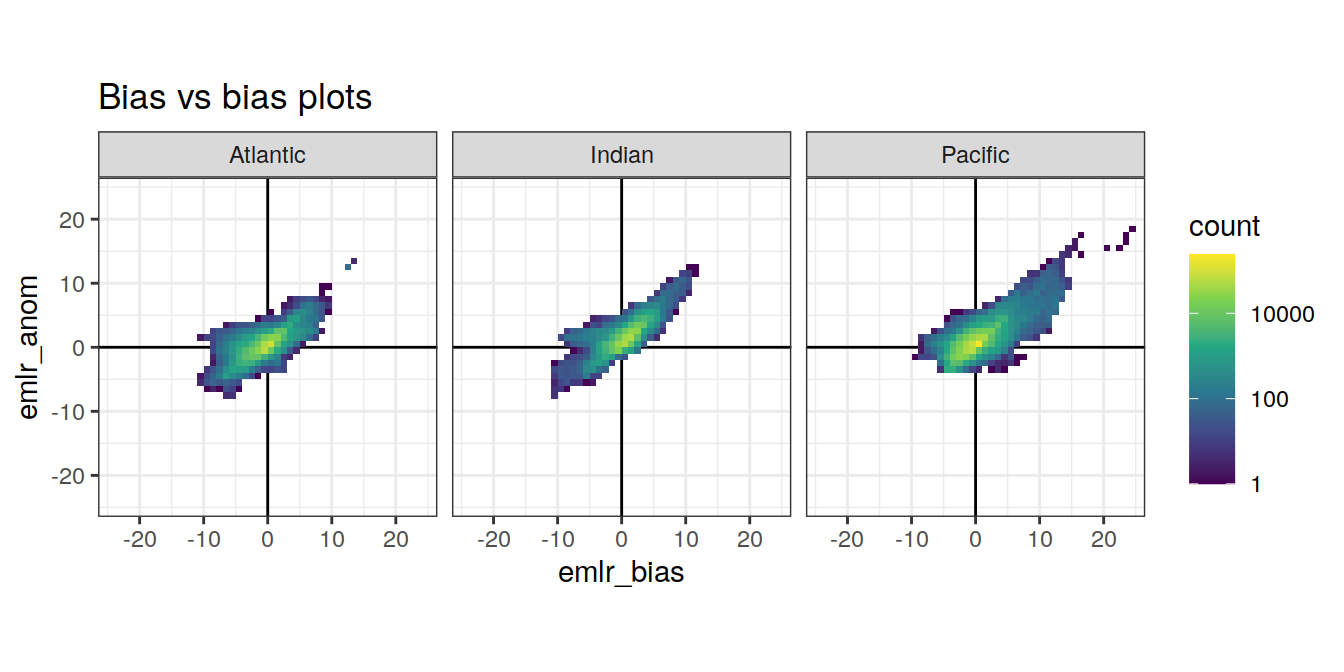 Bias vs bias plots
Atlantic Indian Pacific
20
10
0
-10
-20
emlr_anom
-20 -10 0 10 20 -20 -10 0 10 20 -20 -10 0 10 20
emlr_bias
count
10000
100
1